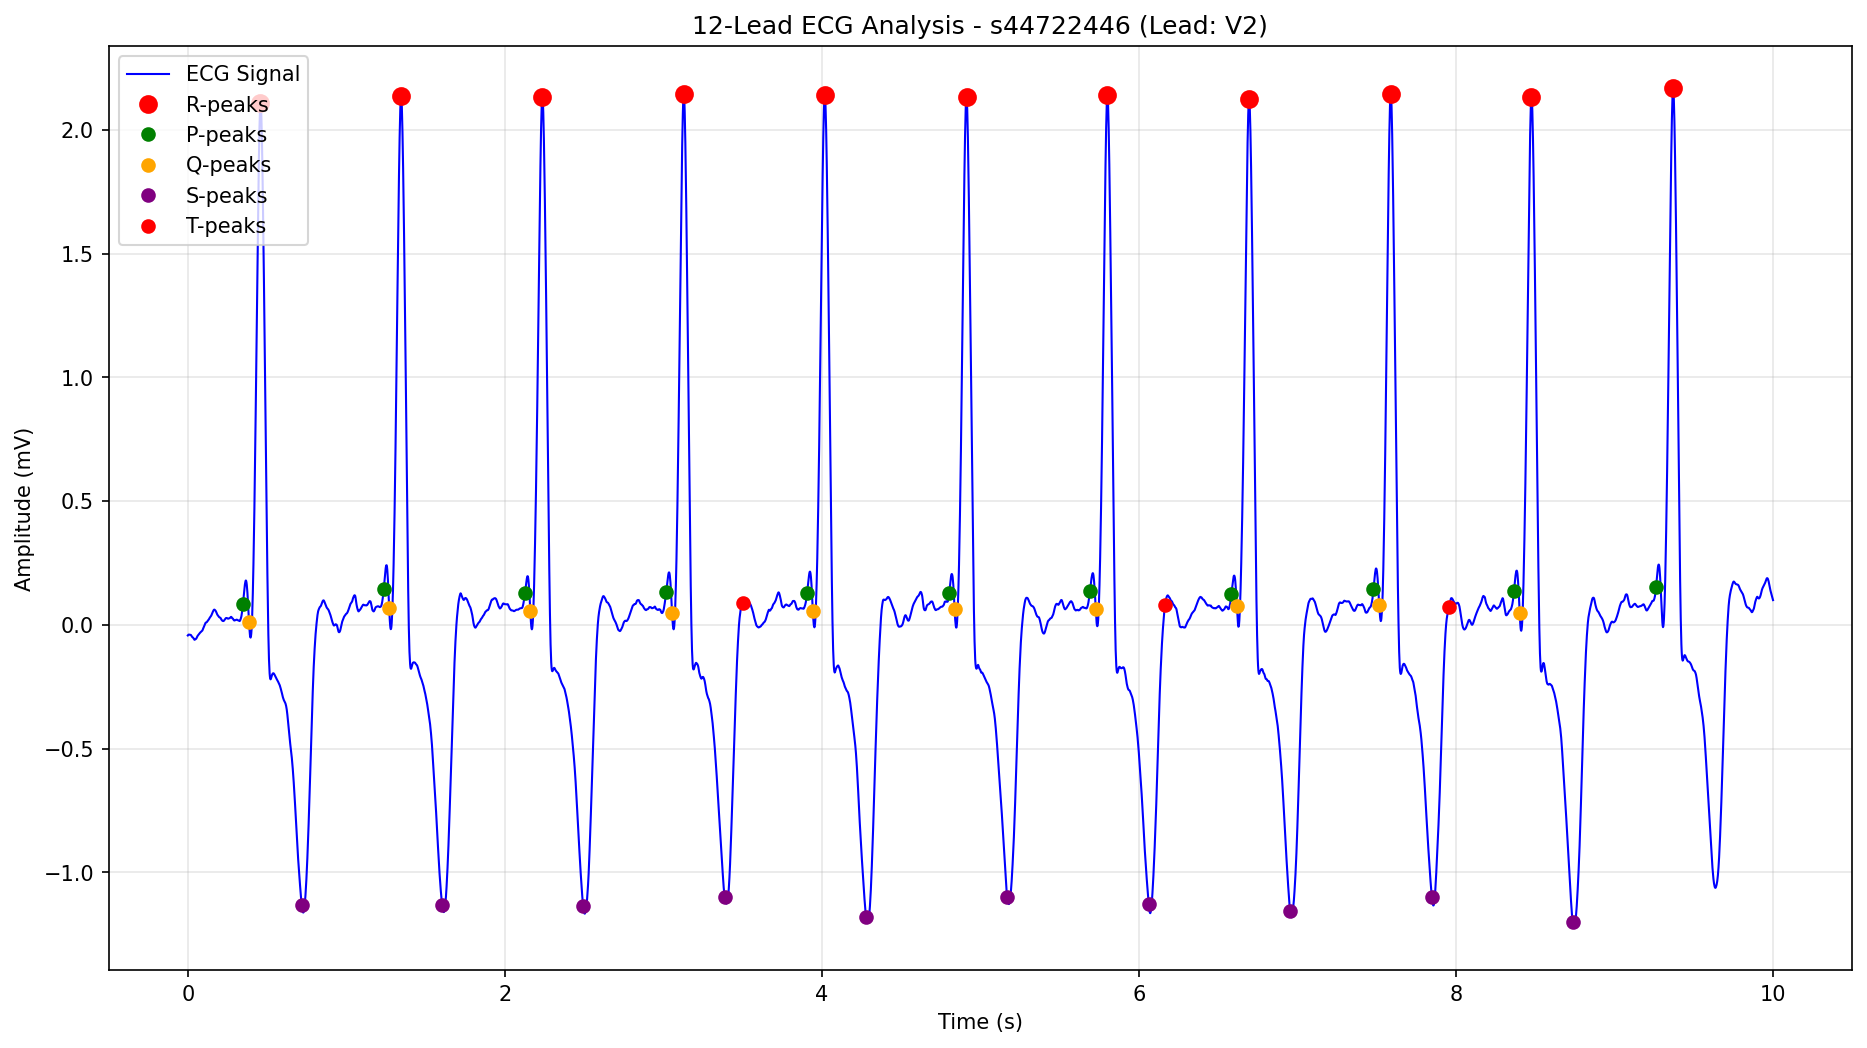 12-Lead ECG Analysis - s44722446 (Lead: V2)
ECG Signal
R-peaks
P-peaks
Q-peaks
S-peaks
T-peaks
Amplitude (mV)
2.0
1.5
1.0
0.5
0.0
−0.5
−1.0
0 2 4 6 8 10
Time (s)